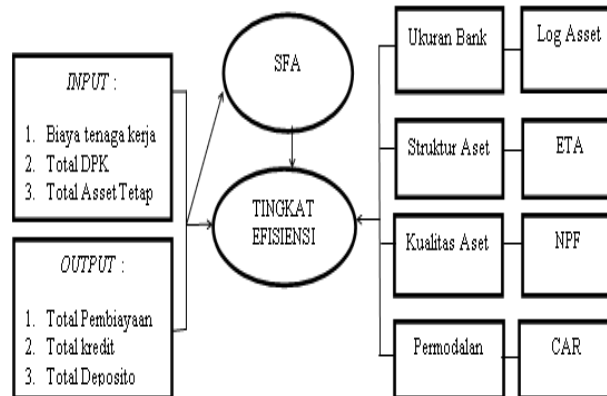 INPUT :
1. Biaya tenaga kerja
2. Total DPK
3. Total Asset Tetap
OUTPUT :
1. Total Pembiayaan
2. Total kredit
3. Total Deposito
SFA
TINGKAT
EFISIENSI
Ukuran Bank
Log Asset
Struktur Aset
ETA
Kualitas Aset
NPF
Permodalan
CAR